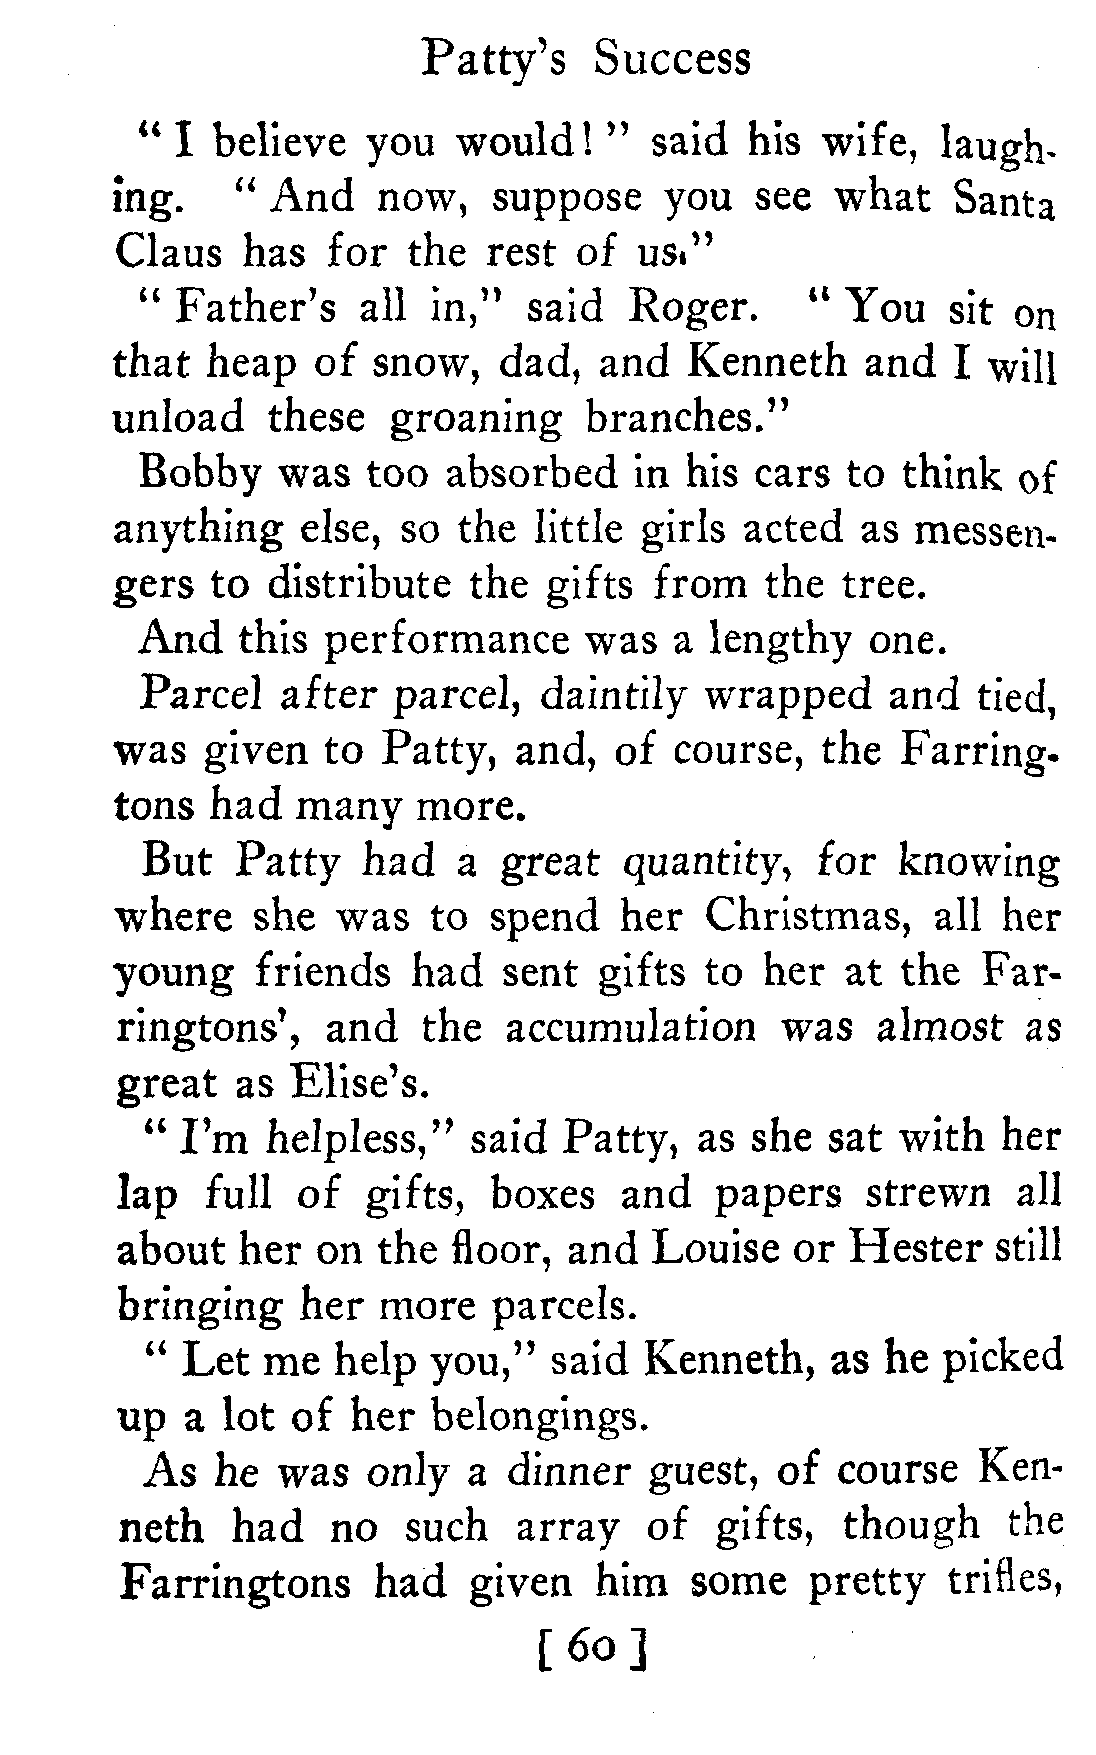 Patty's Success
" I believe you would! " said his wife, laugh-
ing. " And now, suppose you see what Santa
Claus has for the rest of us."
" Father's all in," said Roger. " You sit on
that heap of snow, dad, and Kenneth and I will
unload these groaning branches."
Bobby was too absorbed in his cars to think of
anything else, so the little girls acted as messen-
gers to distribute the gifts from the tree.
And this performance was a lengthy one.
Parcel after parcel, daintily wrapped and tied,
was given to Patty, and, of course, the Farring-
tons had many more.
But Patty had a great quantity, for knowing
where she was to spend her Christmas, all her
young friends had sent gifts to her at the Far-
ringtons', and the accumulation was almost as
great as Elise's.
" I'm helpless," said Patty, as she sat with her
lap full of gifts, boxes and papers strewn all
about her on the floor, and Louise or Hester still
bringing her more parcels.
" Let me help you," said Kenneth, as he picked
up a lot of her belongings.
As he was only a dinner guest, of course Ken-
neth had no such array of gifts, though the
Farringtons had given him some pretty trifles,
[ 60 ]